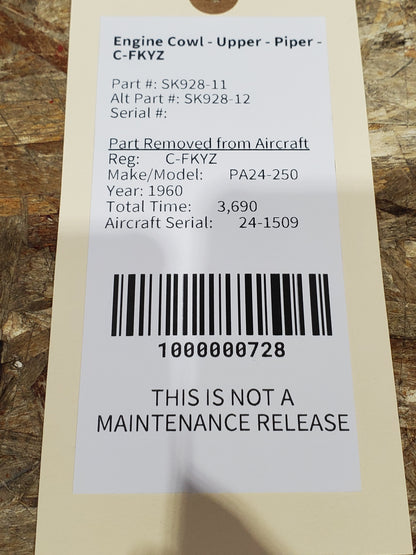 Engine Cowl - Upper - Piper -
C-FKYZ
Part #: SK928-11
Alt Part #: SK928-12
Serial #:
Part Removed from Aircraft
Reg: C-FKYZ
Make/Model: PA24-250
Year: 1960
Total Time: 3,690
Aircraft Serial: 24-1509
1000000728
THIS IS NOT A
MAINTENANCE RELEASE